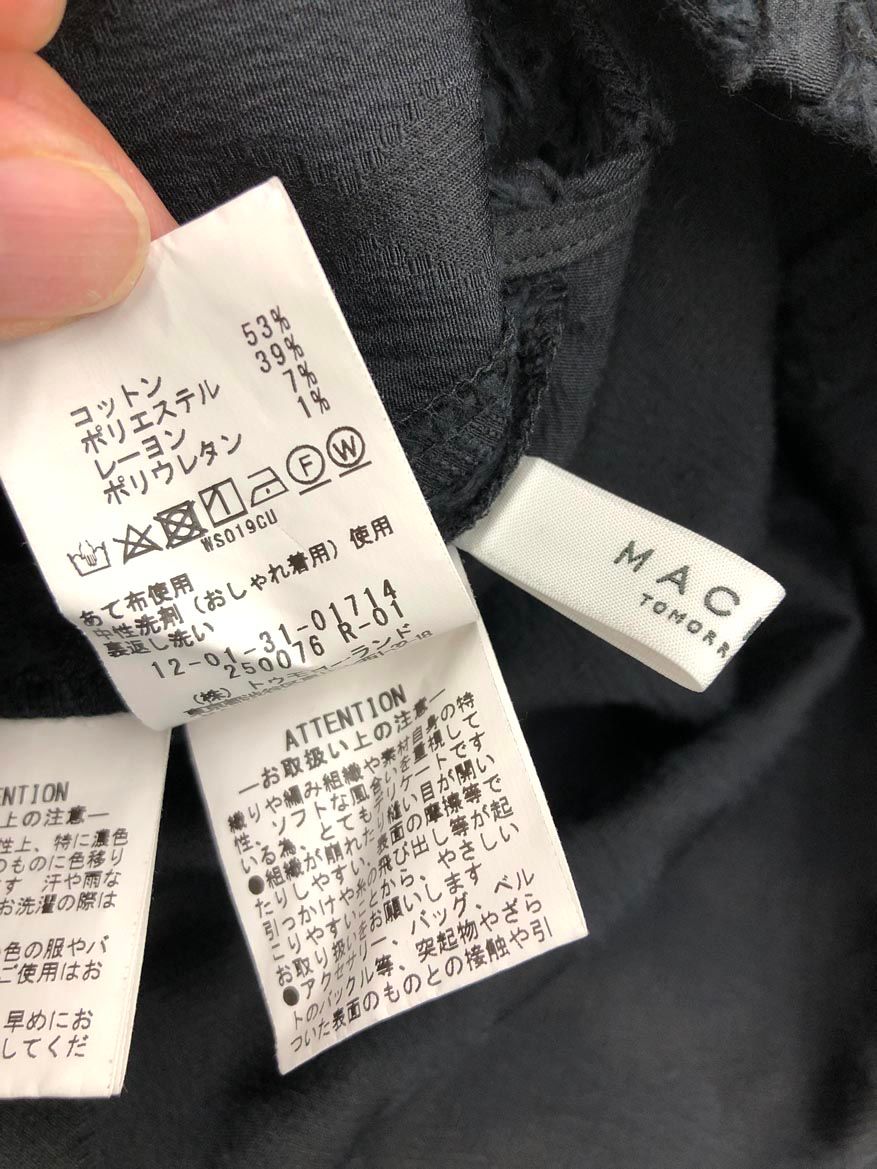 コットン 53%
ポリエステル 39%
レーヨン 7%
ポリウレタン 1%
F W
WS019CU
あて布使用
中性洗剤(おしゃれ着用)使用
裏返し洗い
12-01-31-01714
250076 R-01
(株)トゥモローランド
MAC
TOMORR
ATTENTION
―お取扱い上の注意―
織りや編み組織や素材自身の特
性、ソフトな風合いを重視して
いる為、とてもデリケートです
●組織が崩れたり縫い目が開い
たりしやすい、表面の摩擦等で
引っかけや糸の飛び出し等が起
こりやすいことから、やさしい
お取り扱いをお願いします
●アクセサリー、バッグ、ベル
トのバックル等、突起物やざら
ついた表面のものとの接触や引
ENTION
上の注意―
性上、特に濃色
のものに色移り
す 汗や雨な
お洗濯の際は
色の服やバ
ご使用はお
早めにお
してくだ